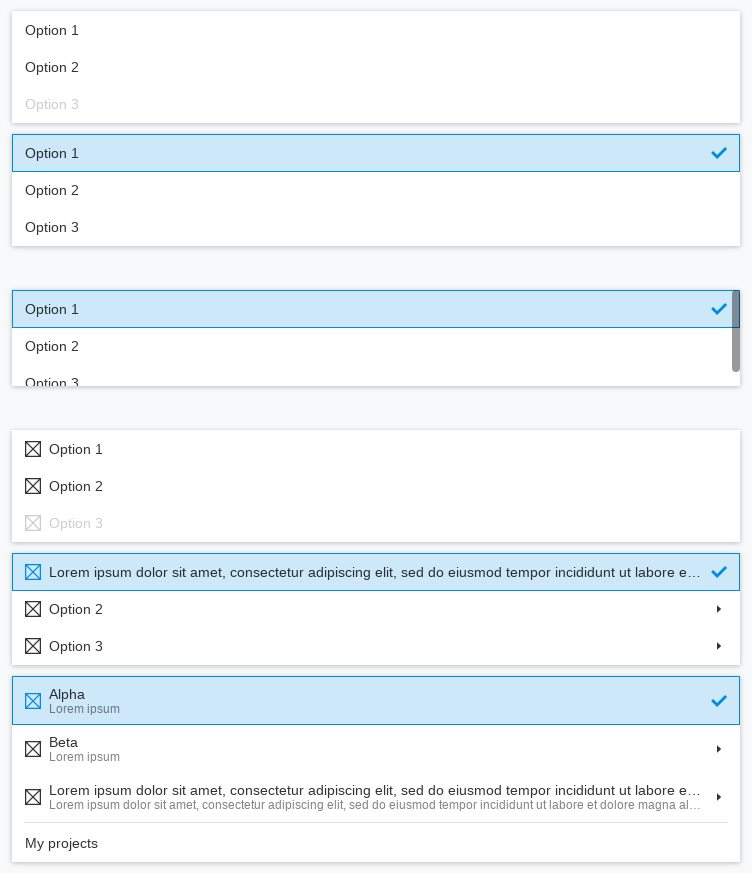 Option 1
Option 2
Option 3
Option 1
Option 2
Option 3
Option 1
Option 2
Option 3
Option 1
Option 2
Option 3
Lorem ipsum dolor sit amet, consectetur adipiscing elit, sed do eiusmod tempor incididunt ut labore e…
Option 2
Option 3
Alpha
Lorem ipsum
Beta
Lorem ipsum
Lorem ipsum dolor sit amet, consectetur adipiscing elit, sed do eiusmod tempor incididunt ut labore e…
Lorem ipsum dolor sit amet, consectetur adipiscing elit, sed do eiusmod tempor incididunt ut labore et dolore magna al…
My projects